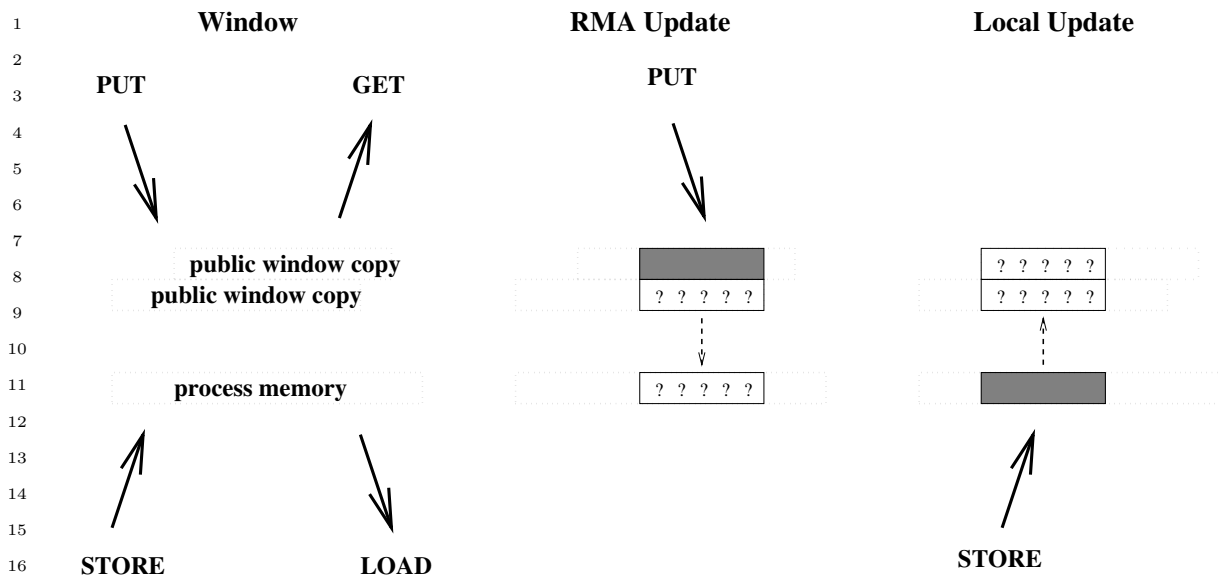 1 Window RMA Update Local Update
2
PUT GET PUT
3
4
5
6
7
public window copy ? ? ? ? ?
8
public window copy ? ? ? ? ? ? ? ? ? ?
9
10
11 process memory ? ? ? ? ?
12
13
14
15
16 STORE LOAD STORE